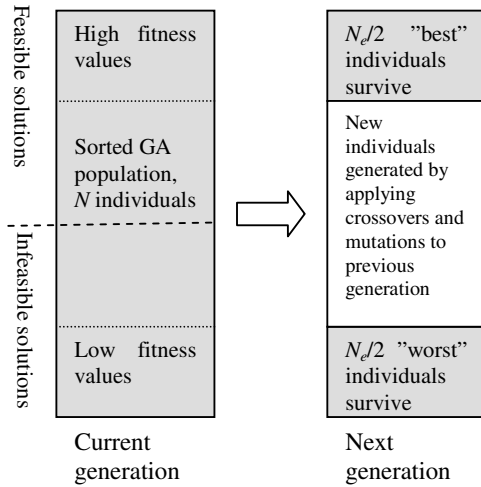 Feasible solutions
Infeasible solutions
High fitness
values
Sorted GA
population,
N individuals
Low fitness
values
Current
generation
Ne/2 ”best”
individuals
survive
New
individuals
generated by
applying
crossovers and
mutations to
previous
generation
Ne/2 ”worst”
individuals
survive
Next
generation